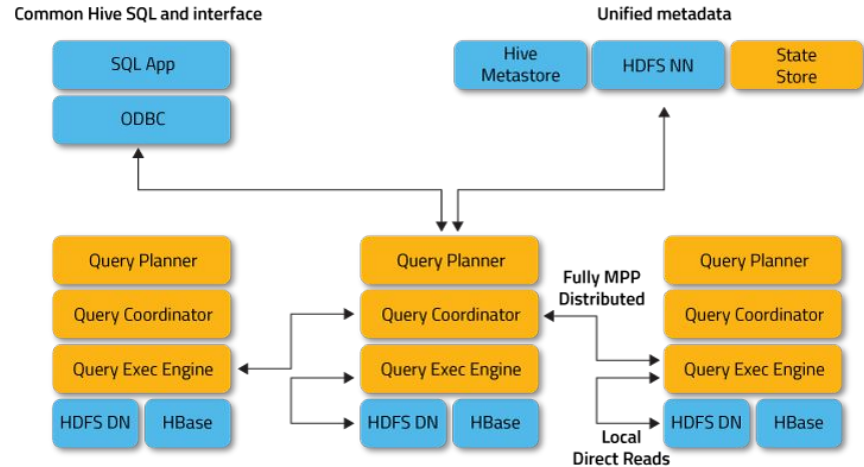 Common Hive SQL and interface
Unified metadata
SQL App
ODBC
Hive
Metastore
HDFS NN
State
Store
Query Planner
Query Coordinator
Query Exec Engine
HDFS DN
HBase
Query Planner
Query Coordinator
Query Exec Engine
HDFS DN
HBase
Fully MPP
Distributed
Local
Direct Reads
Query Planner
Query Coordinator
Query Exec Engine
HDFS DN
HBase